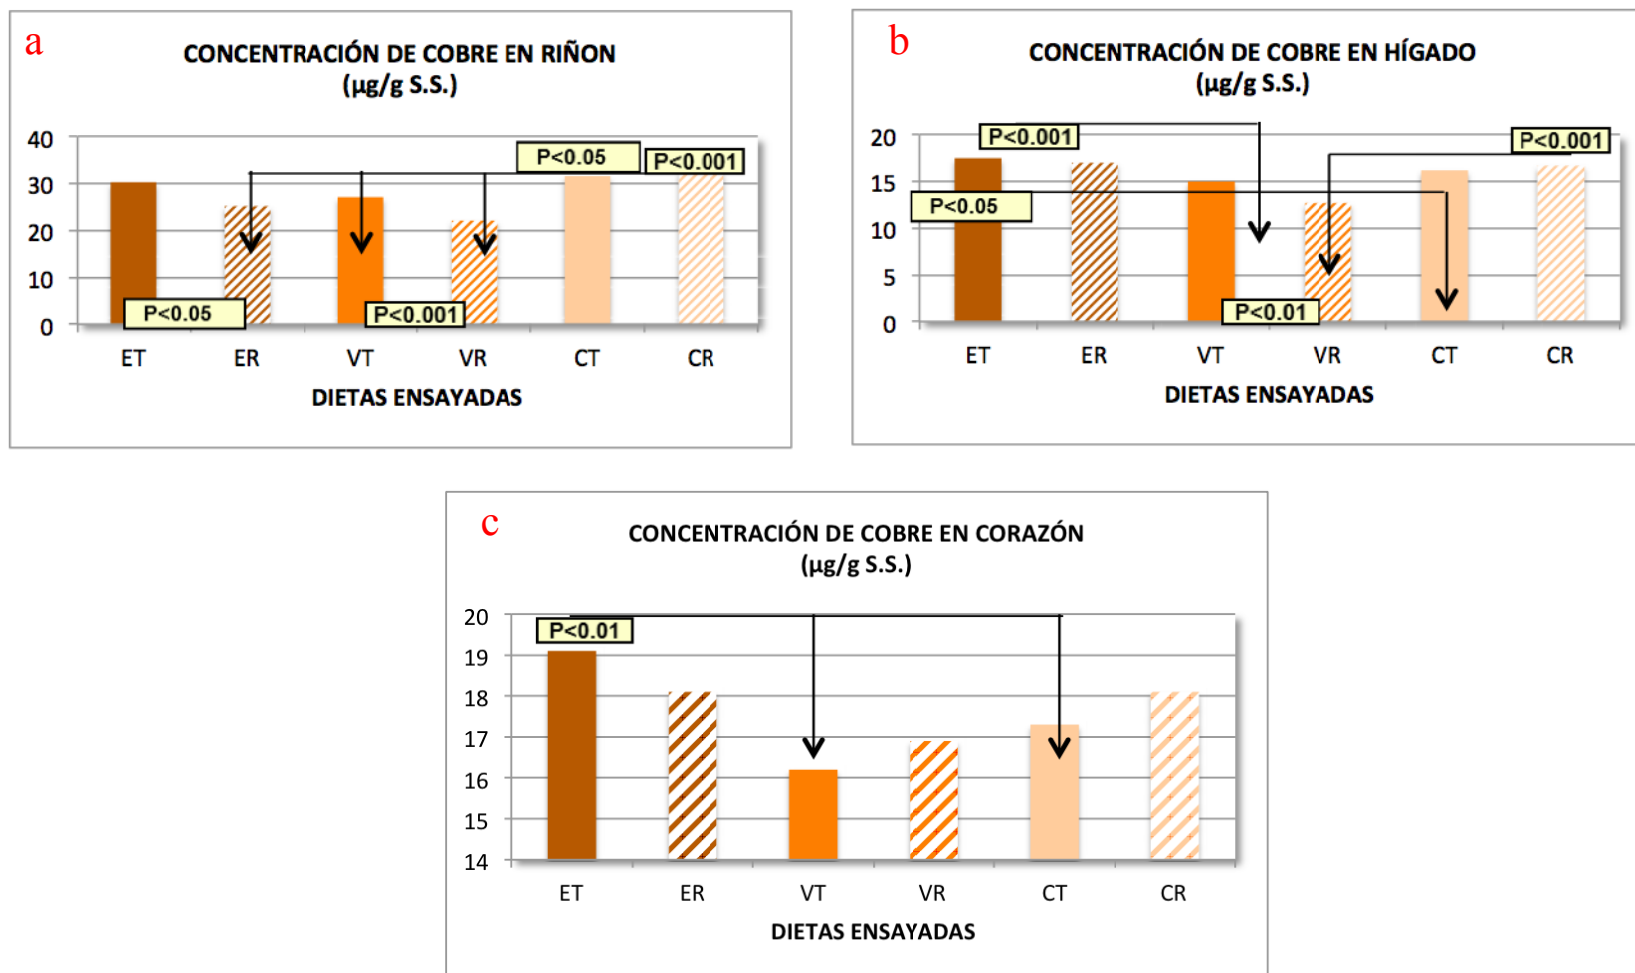 a
CONCENTRACIÓN DE COBRE EN RIÑON
(µg/g S.S.)
40
30
20
10
0
P<0.05
P<0.001
P<0.05
P<0.001
ET ER VT VR CT CR
DIETAS ENSAYADAS
b
CONCENTRACIÓN DE COBRE EN HÍGADO
(µg/g S.S.)
20
15
10
5
0
P<0.001
P<0.001
P<0.05
P<0.01
ET ER VT VR CT CR
DIETAS ENSAYADAS
c
CONCENTRACIÓN DE COBRE EN CORAZÓN
(µg/g S.S.)
20
19
18
17
16
15
14
P<0.01
ET ER VT VR CT CR
DIETAS ENSAYADAS